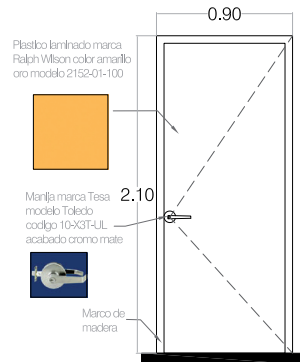 0.90
Plastico laminado marca
Ralph Wilson color amarillo
oro modelo 2152-01-100
2.10
Manija marca Tesa
modelo Toledo
codigo 10-X3T-UL
acabado cromo mate
Marco de
madera